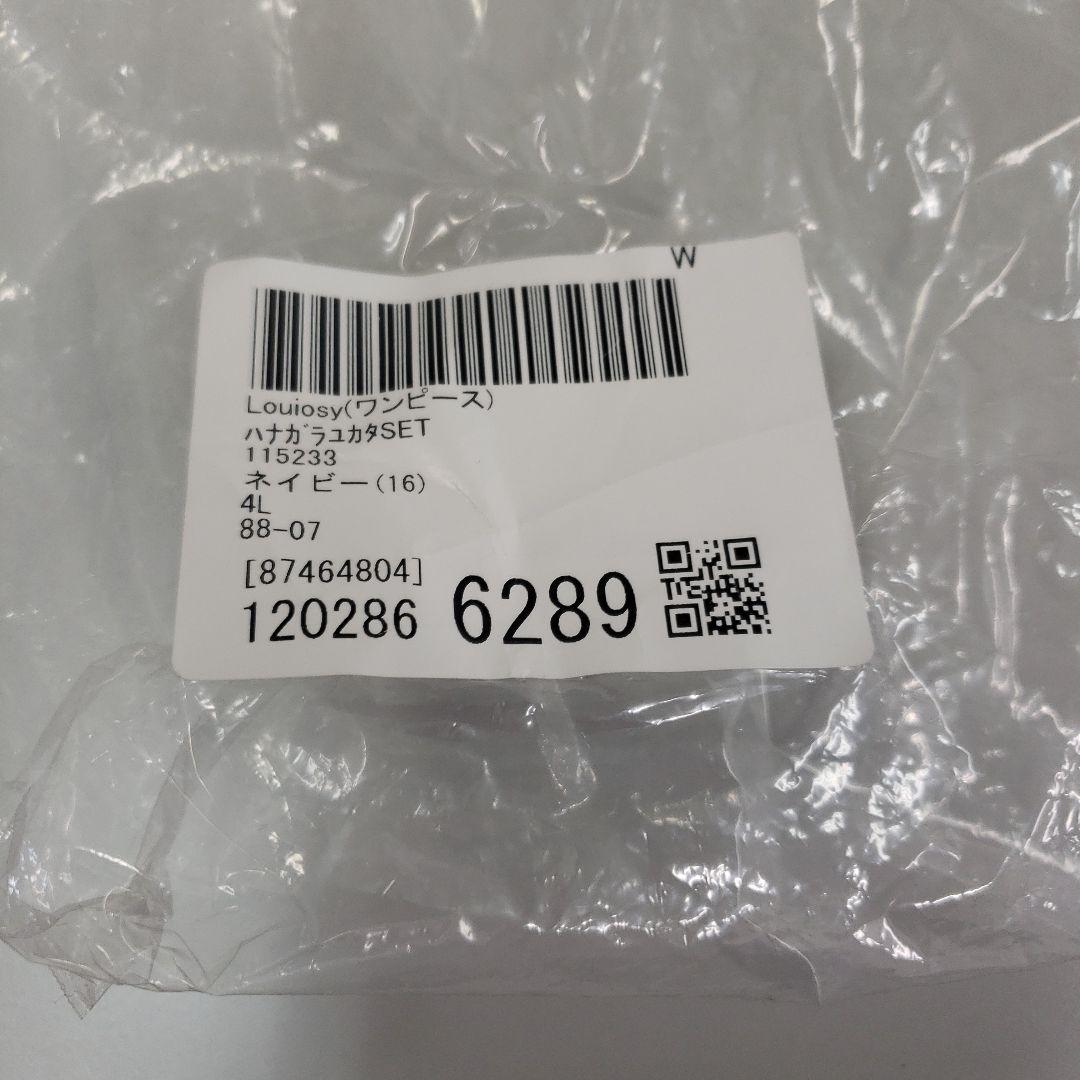 W
Louiosy(ワンピース)
ﾊﾅｶﾞﾗﾕｶﾀSET
115233
ネイビー(16)
4L
88-07
[87464804]
120286 6289